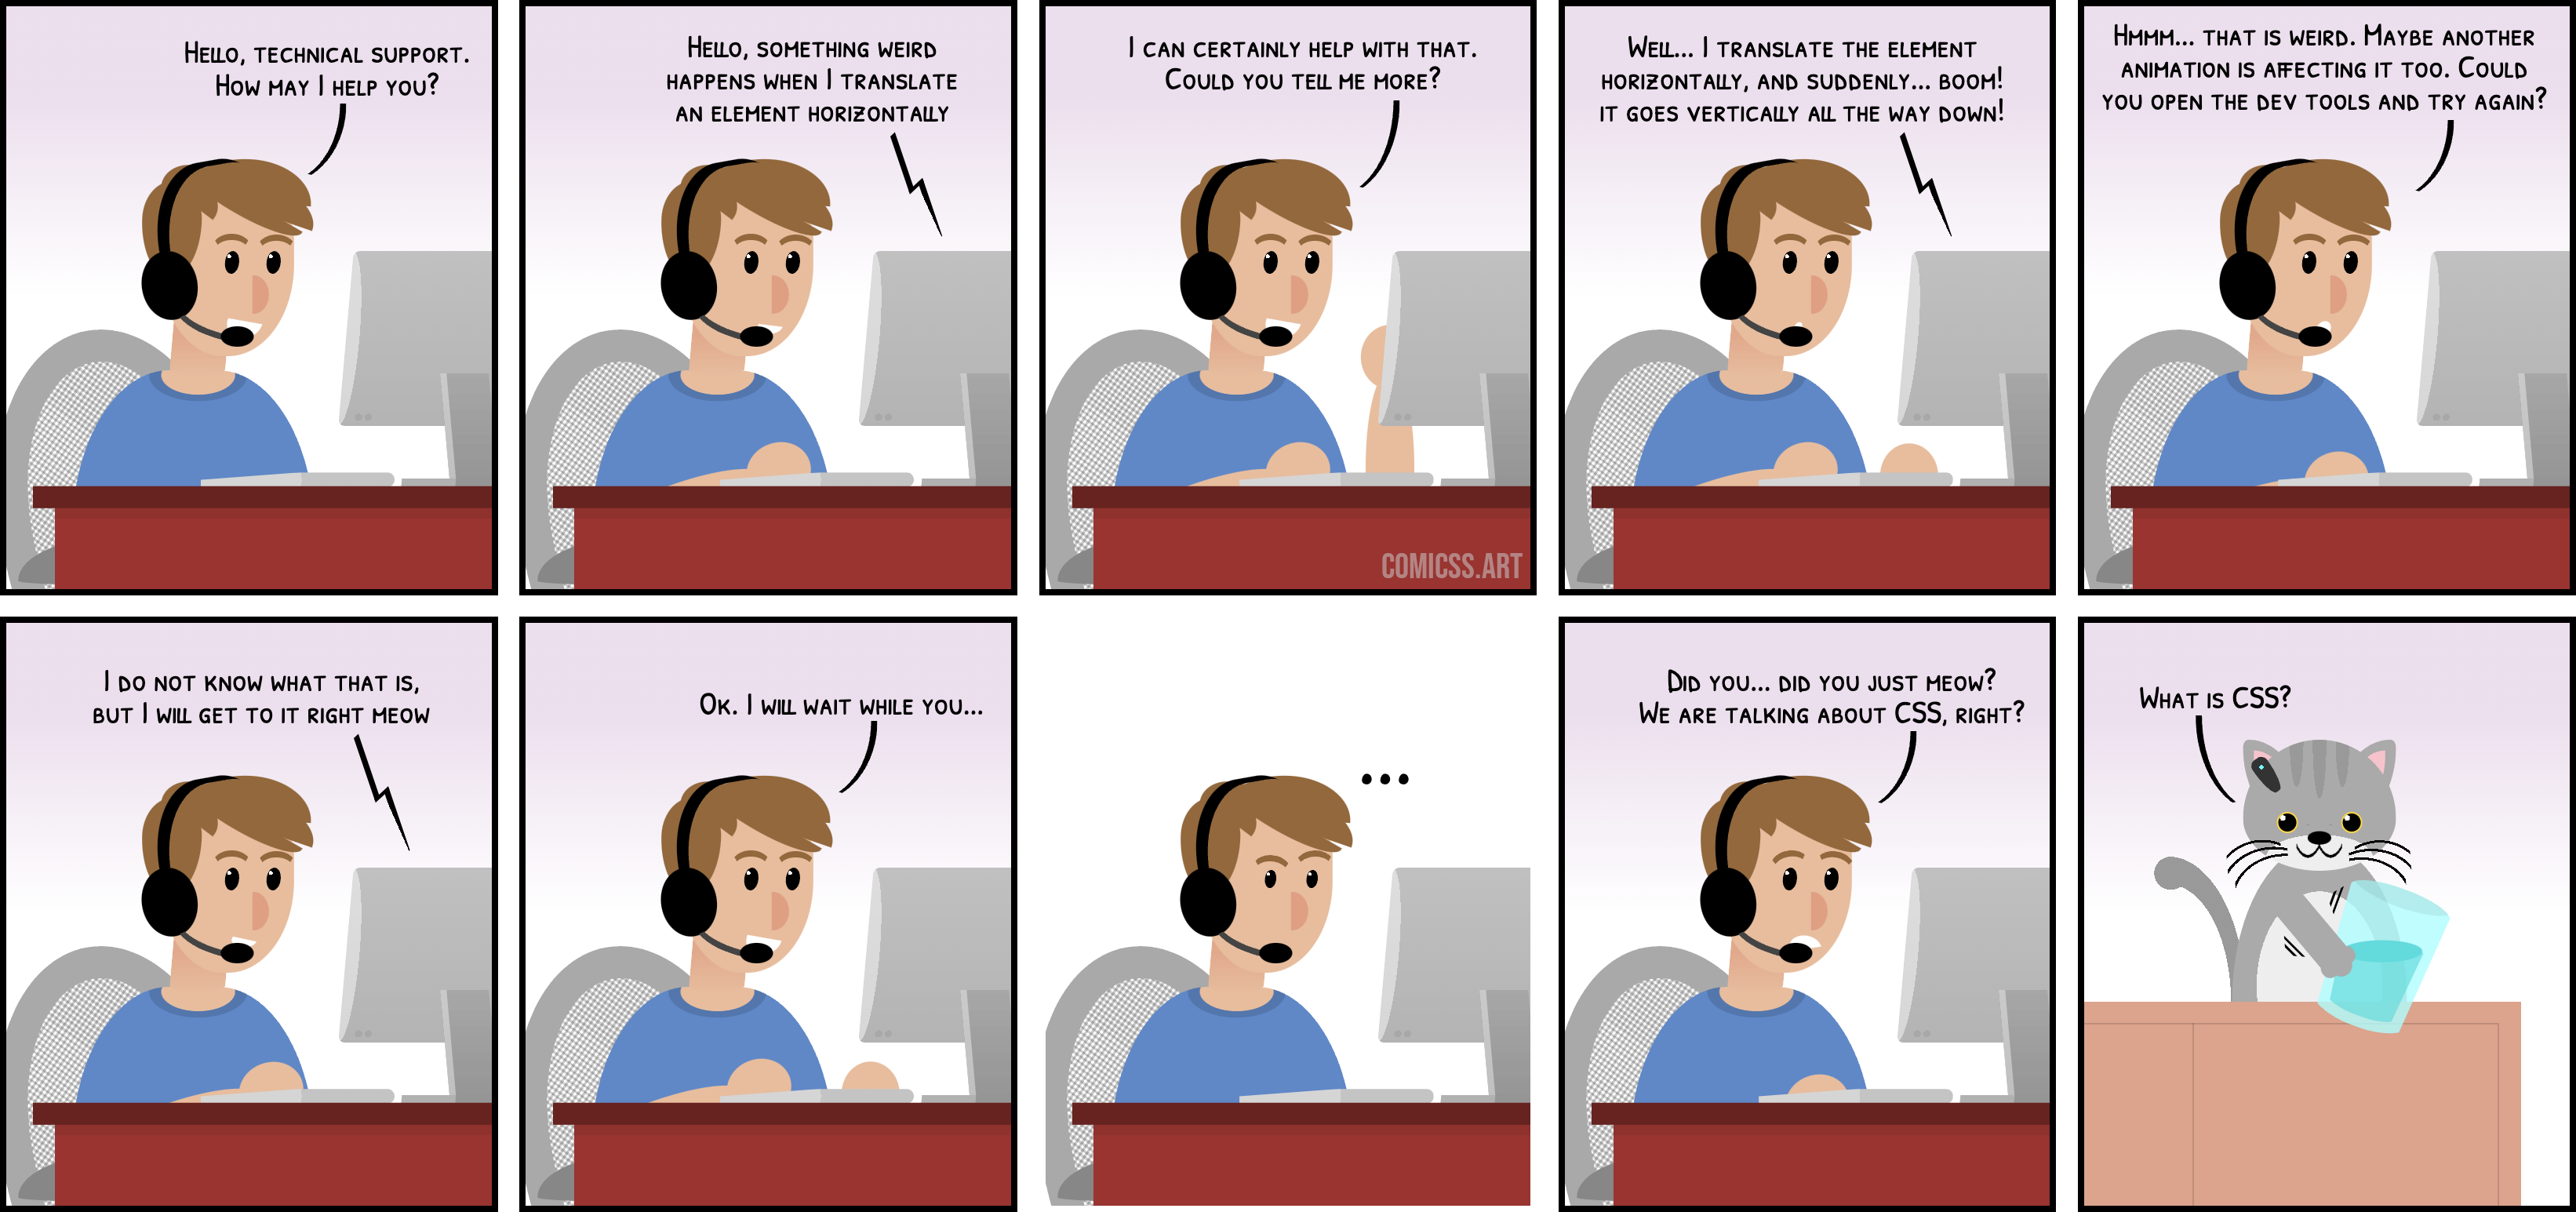 Hello, technical support.
How may I help you?
Hello, something weird
happens when I translate
an element horizontally
I can certainly help with that.
Could you tell me more?
Well... I translate the element
horizontally, and suddenly... boom!
it goes vertically all the way down!
Hmmm... that is weird. Maybe another
animation is affecting it too. Could
you open the dev tools and try again?
COMICSS.ART
I do not know what that is,
but I will get to it right meow
Ok. I will wait while you...
...
Did you... did you just meow?
We are talking about CSS, right?
What is CSS?